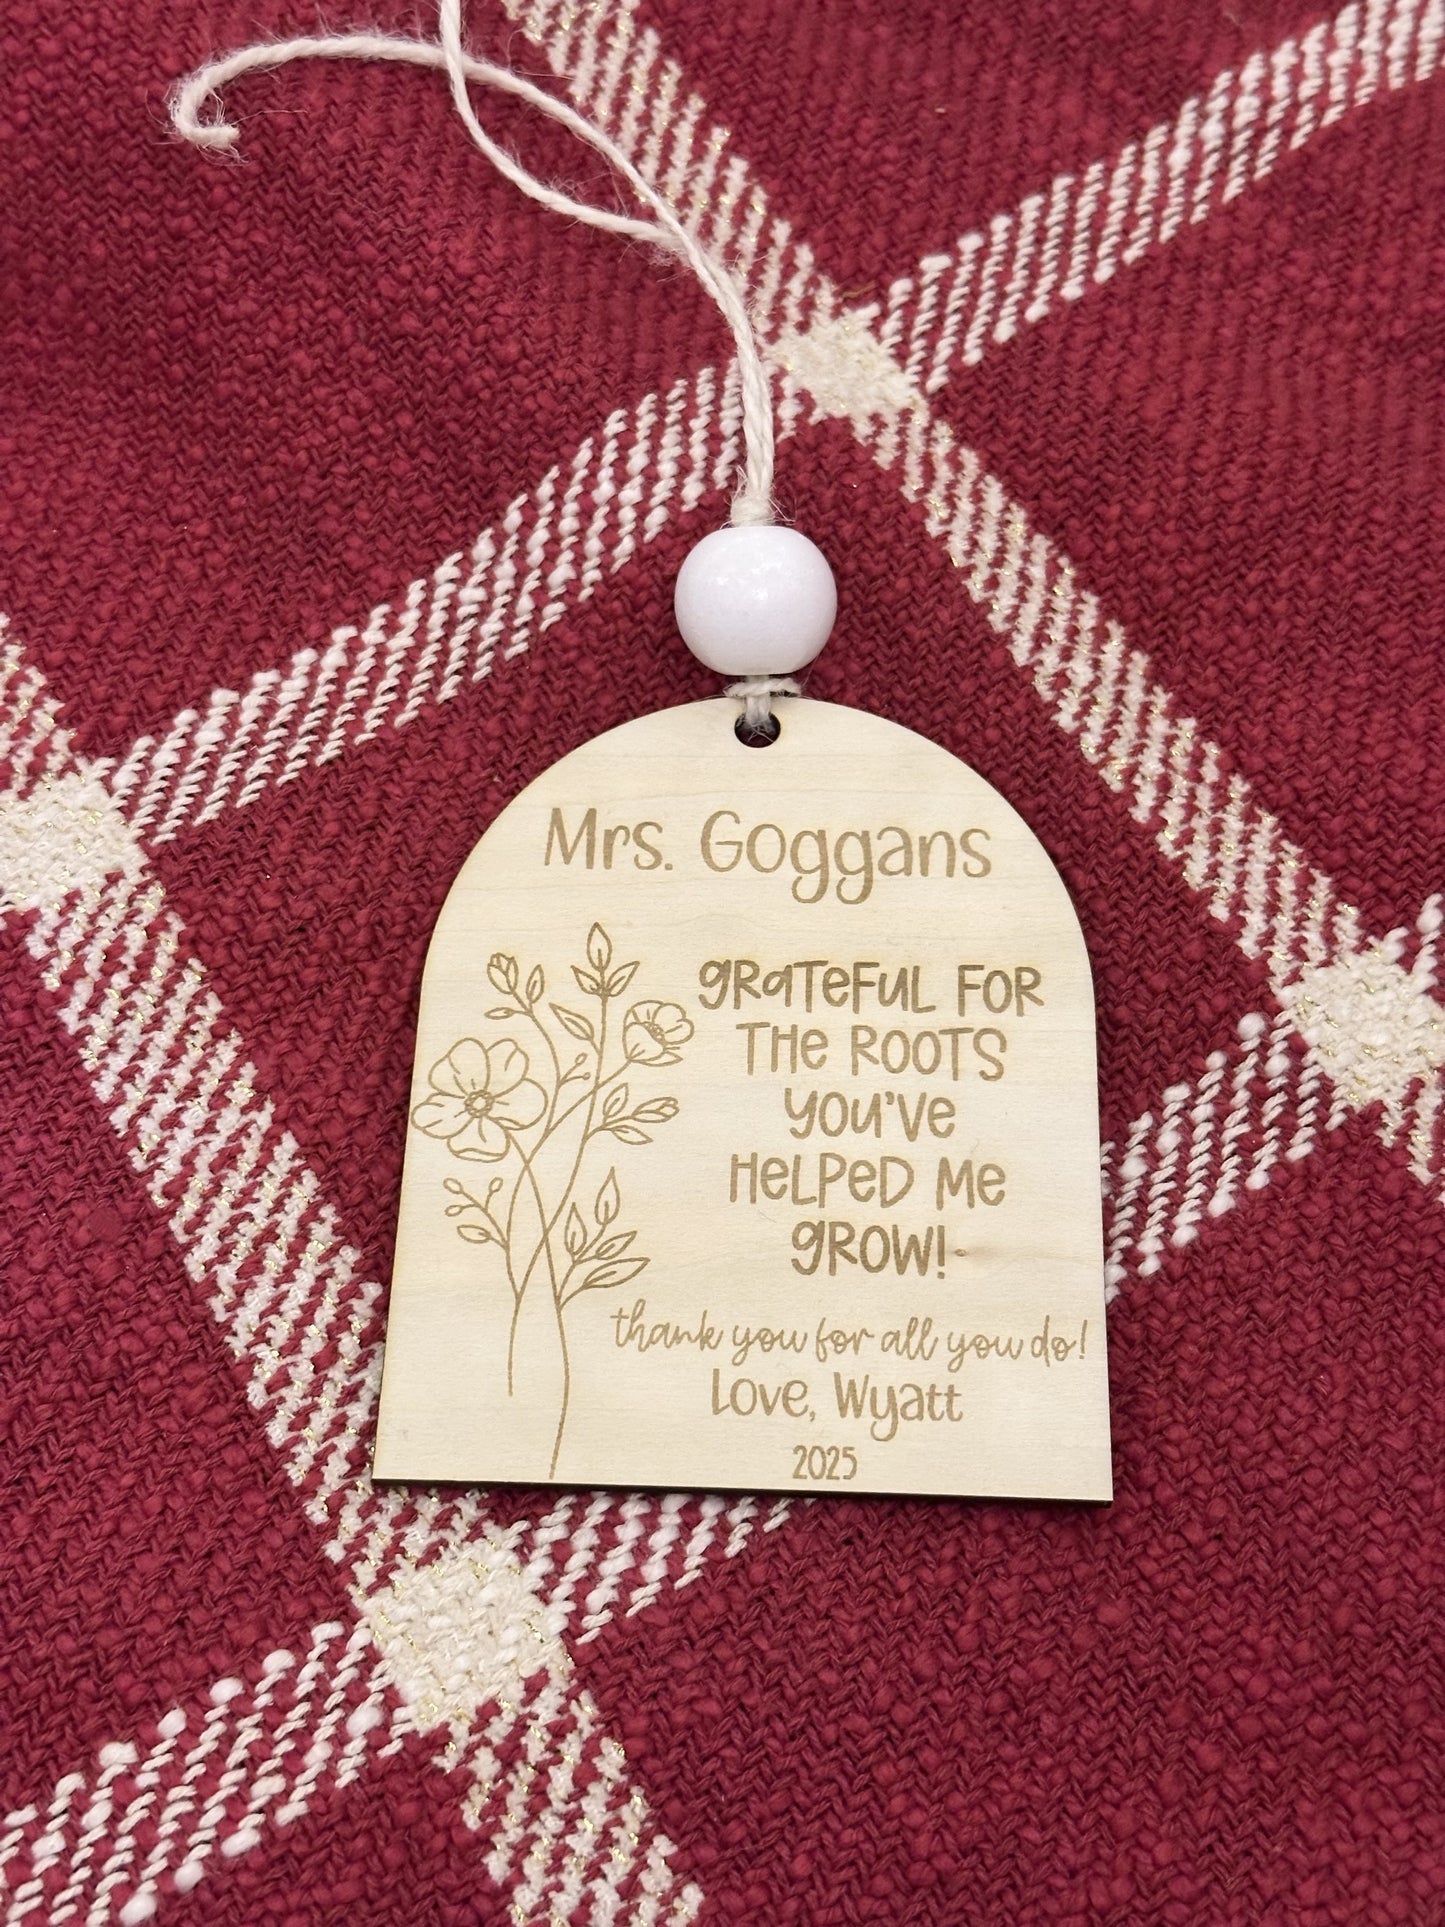 Mrs. Goggans
GRaTeFUL FOR
THe ROOTS
YOU'Ve
HeLPeD Me
GROW!
thank you for all you do!
Love, Wyatt
2025